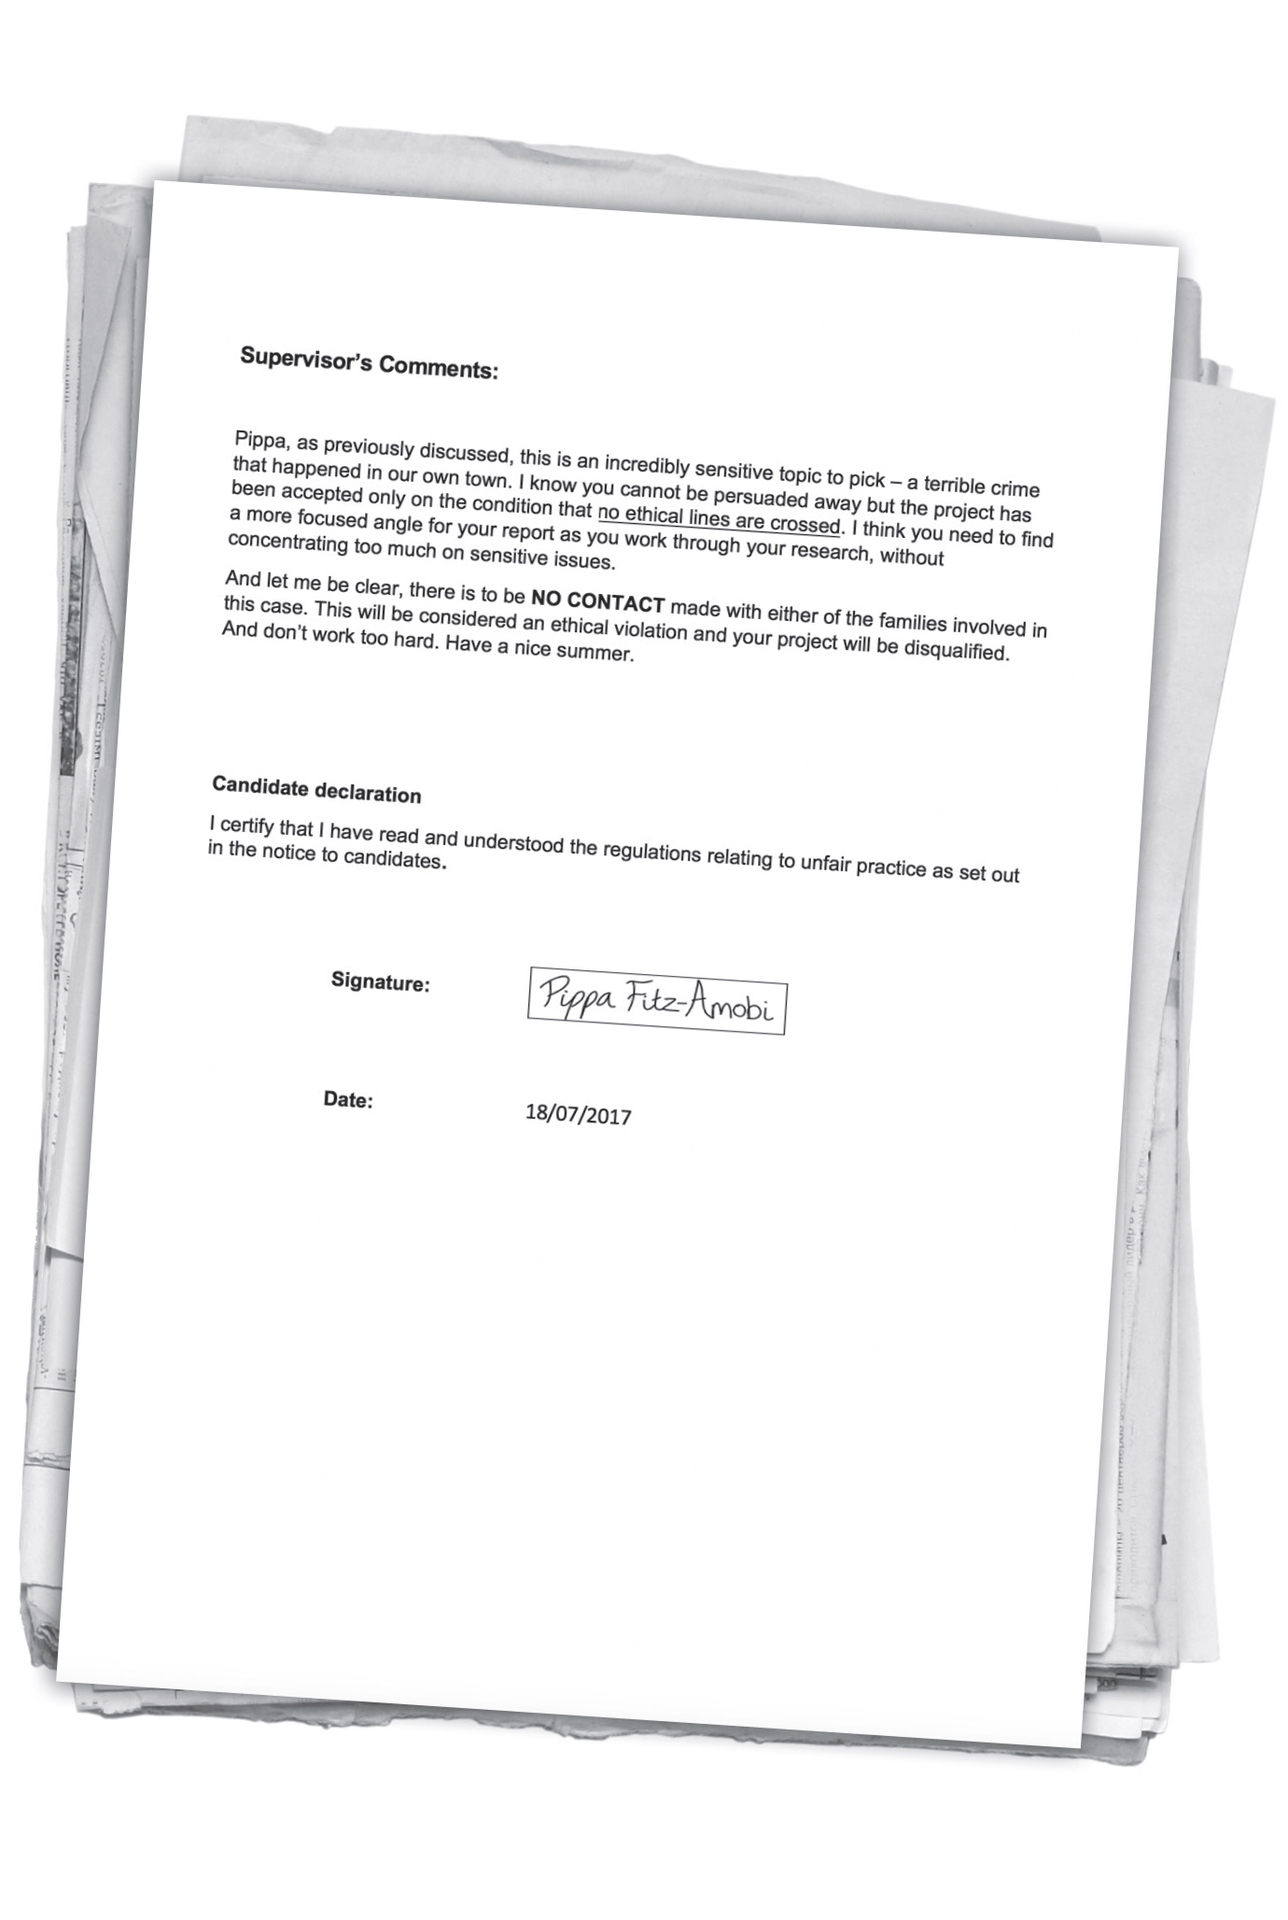 Supervisor’s Comments:
Pippa, as previously discussed, this is an incredibly sensitive topic to pick – a terrible crime
that happened in our own town. I know you cannot be persuaded away but the project has
been accepted only on the condition that no ethical lines are crossed. I think you need to find
a more focused angle for your report as you work through your research, without
concentrating too much on sensitive issues.
And let me be clear, there is to be NO CONTACT made with either of the families involved in
this case. This will be considered an ethical violation and your project will be disqualified.
And don’t work too hard. Have a nice summer.
Candidate declaration
I certify that I have read and understood the regulations relating to unfair practice as set out
in the notice to candidates.
Signature:
Pippa Fitz-Amobi
Date:
18/07/2017